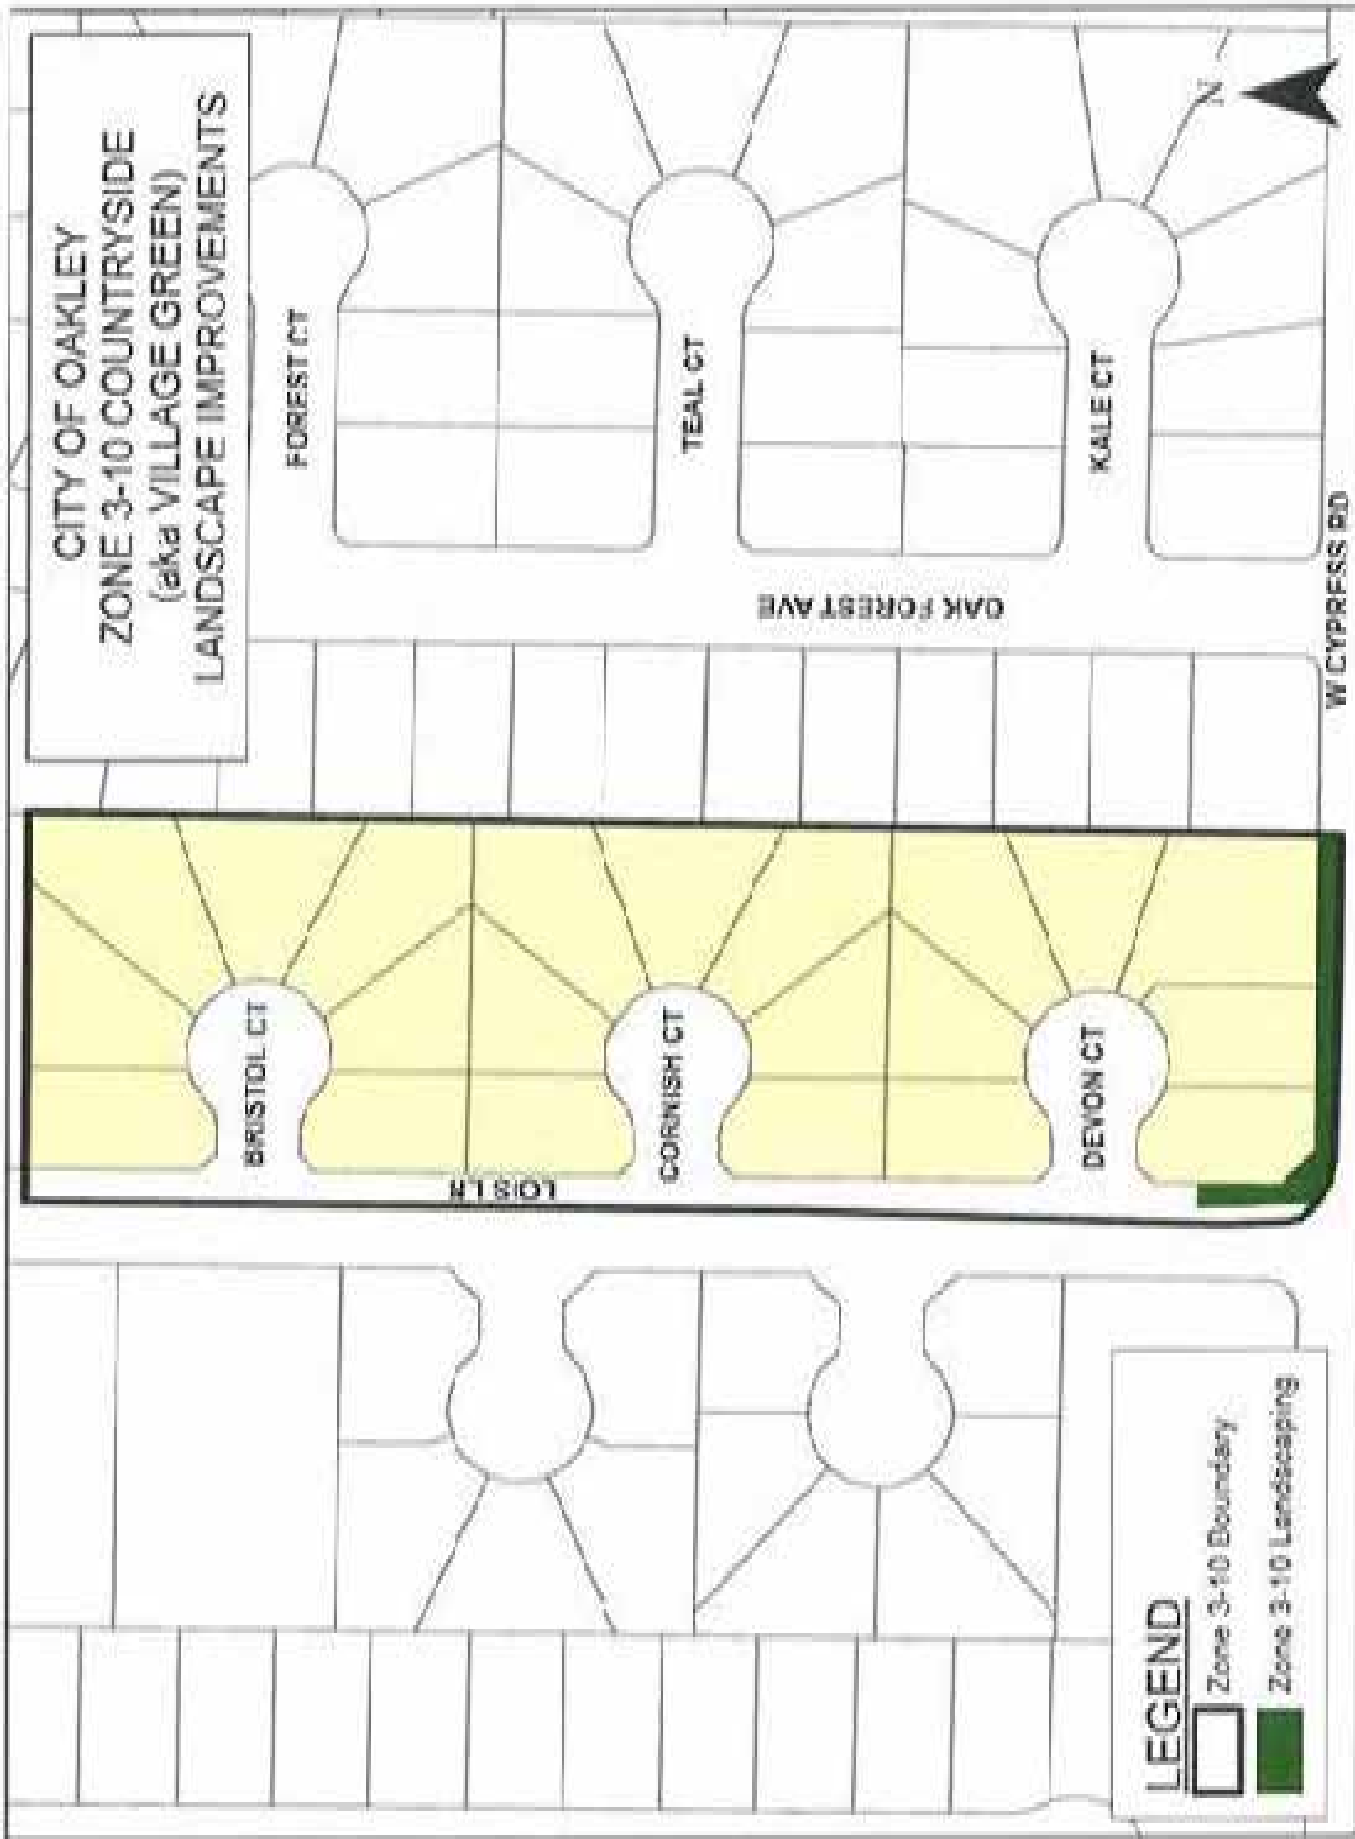 CITY OF OAKLEY
ZONE 3-10 COUNTRYSIDE
(aka VILLAGE GREEN)
LANDSCAPE IMPROVEMENTS
FOREST CT
TEAL CT
KALE CT
N
OAK FOREST AVE
W CYPRESS RD
BRISTOL CT
CORNISH CT
DEVON CT
LOIS LN
LEGEND
Zone 3-10 Boundary
Zone 3-10 Landscaping